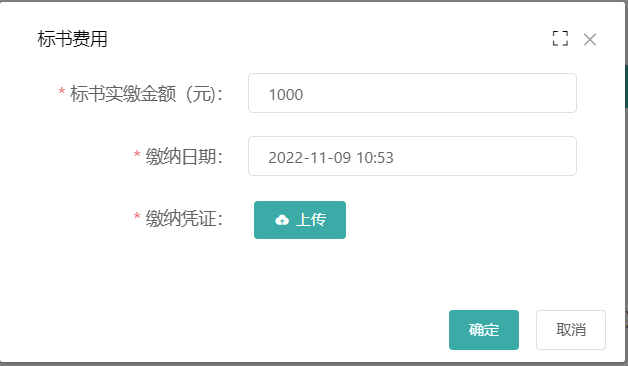 标书费用
* 标书实缴金额（元）： 1000
* 缴纳日期： 2022-11-09 10:53
* 缴纳凭证： 上传
确定 取消